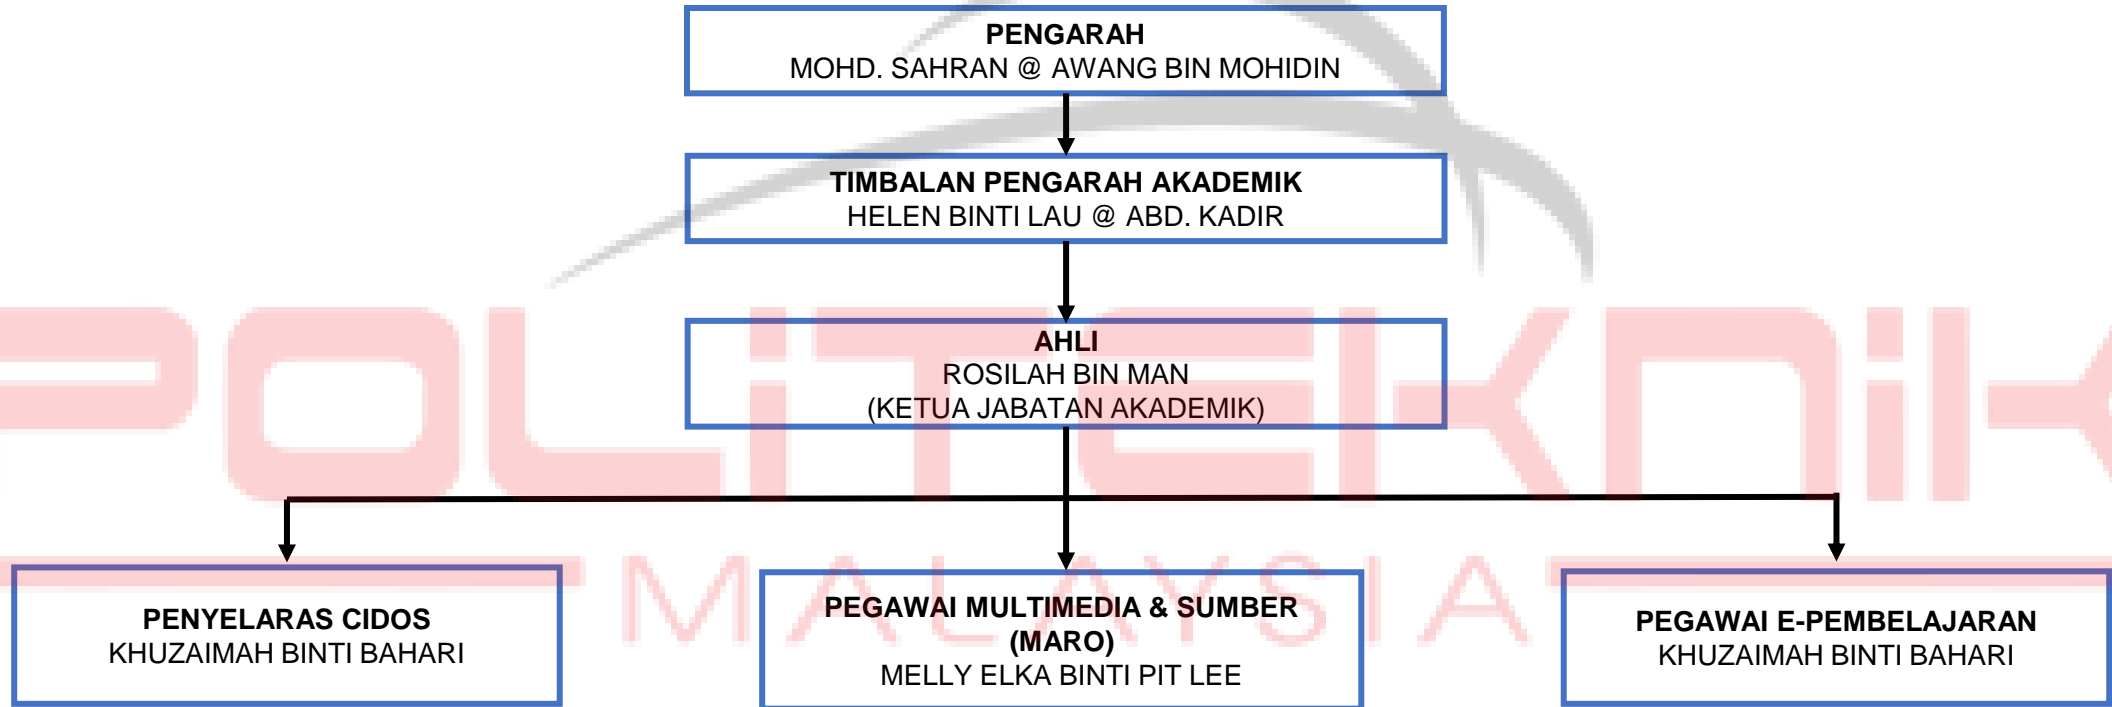 PENGARAH
MOHD. SAHRAN @ AWANG BIN MOHIDIN
TIMBALAN PENGARAH AKADEMIK
HELEN BINTI LAU @ ABD. KADIR
AHLI
ROSILAH BIN MAN
(KETUA JABATAN AKADEMIK)
POLiTEKNiK
MALAYSIA
PENYELARAS CIDOS
KHUZAIMAH BINTI BAHARI
PEGAWAI MULTIMEDIA & SUMBER
(MARO)
MELLY ELKA BINTI PIT LEE
PEGAWAI E-PEMBELAJARAN
KHUZAIMAH BINTI BAHARI